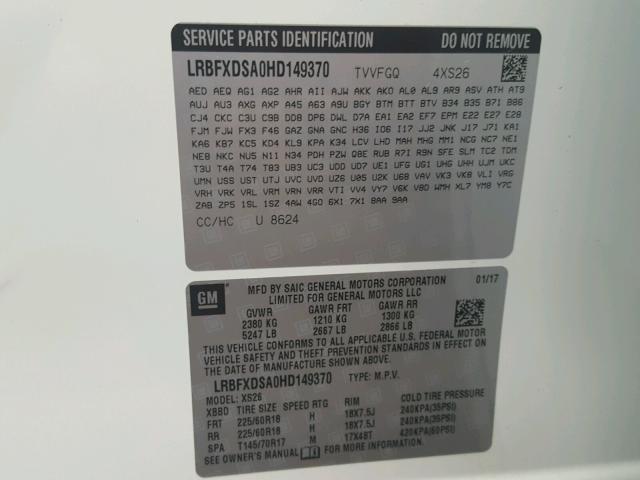 SERVICE PARTS IDENTIFICATION DO NOT REMOVE
LRBFXDSA0HD149370 TVVFGQ 4XS26
AED AEQ AG1 AG2 AHR AII AJW AKK AKO AL0 AL9 AR9 ASV ATH AT9
AUJ AU3 AXG AXP A45 A63 A9U BGY BTM BTT BTV B34 B35 B71 B86
CJ4 CKC C3U C9B DD8 DP6 DWL D7A EA1 EA2 EF7 EPM E22 E27 E28
FJM FJW FX3 F46 GAZ GNA GNC H36 IO6 I17 JJ2 JNK J71 KA1
KA6 KB7 KC5 KD4 KL9 KPA K34 LCV LHD MAH MHG MM1 NC7 NE1
NE8 NKC NU5 N11 N34 PDH PZW Q8E RUB R7I R9N SFE SLM TC2 TDM
T3U T4A T74 T83 UB3 UC3 UDD UD7 UE1 UFG UG1 UHG UHH UJM UKC
UMN USS UST UTJ UVD UZ6 U05 U2K U68 VAV VK3 VK8 VLI VRG
VRH VRK VRL VRM VRN VRR VTI VV4 VY7 V6K V8D WMH XL7 YM8 Y7C
ZAB ZP5 1SL 1SZ 4AW 4G0 6X1 7X1 8AA 9AA
CC/HC U 8624
GM
MFD BY SAIC GENERAL MOTORS CORPORATION 01/17
LIMITED FOR GENERAL MOTORS LLC
GVWR GAWR FRT GAWR RR
2380 KG 1210 KG 1300 KG
5247 LB 2667 LB 2866 LB
THIS VEHICLE CONFORMS TO ALL APPLICABLE U.S. FEDERAL MOTOR
VEHICLE SAFETY AND THEFT PREVENTION STANDARDS IN EFFECT ON THE
DATE OF MANUFACTURE SHOWN ABOVE.
LRBFXDSA0HD149370 TYPE: M.P.V.
MODEL: XS26
XBBD TIRE SIZE SPEED RTG RIM COLD TIRE PRESSURE
FRT 225/60R18 H 18X7.5J 240KPA(35PSI)
RR 225/60R18 H 18X7.5J 240KPA(35PSI)
SPA T145/70R17 M 17X4BT 420KPA(60PSI)
SEE OWNER'S MANUAL FOR ADDITIONAL INFORMATION.